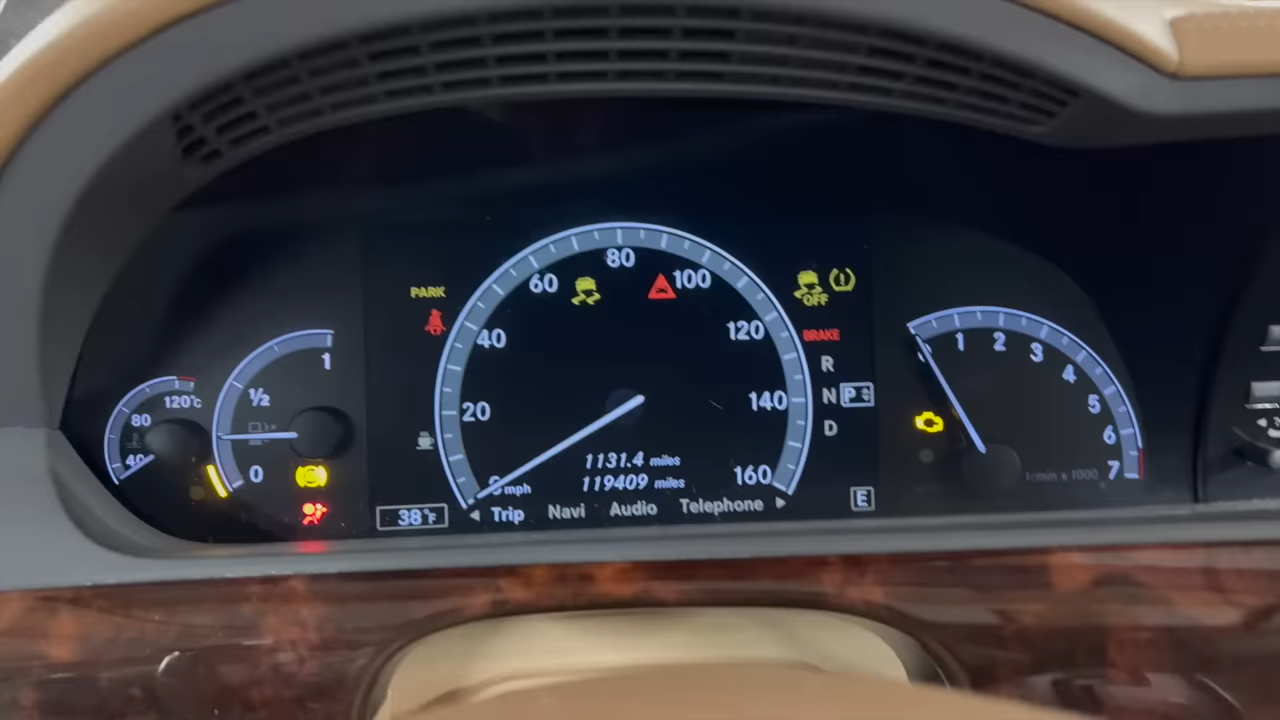 80
60
100
PARK
OFF
40
120
BRAKE
R
N P
D
20
140
1131.4 miles
119409 miles
0 mph
160
38°F
Trip Navi Audio Telephone
E
120°C
80
40
1
½
0
0 1 2 3 4 5 6 7
1/min x 1000